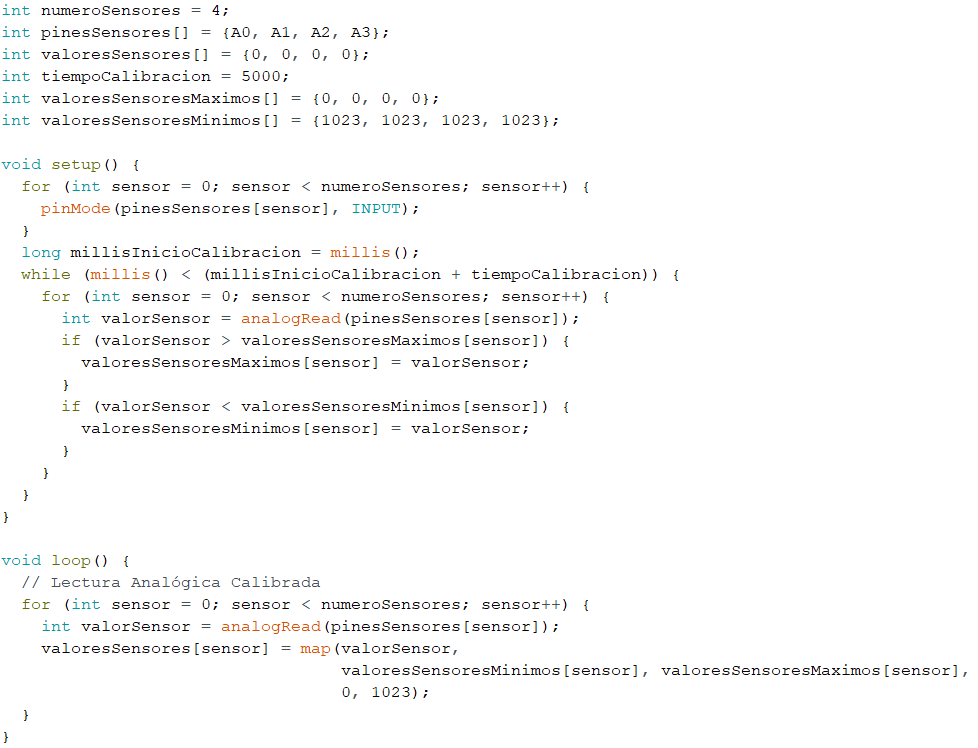 int numeroSensores = 4;
int pinesSensores[] = {A0, A1, A2, A3};
int valoresSensores[] = {0, 0, 0, 0};
int tiempoCalibracion = 5000;
int valoresSensoresMaximos[] = {0, 0, 0, 0};
int valoresSensoresMinimos[] = {1023, 1023, 1023, 1023};

void setup() {
  for (int sensor = 0; sensor < numeroSensores; sensor++) {
    pinMode(pinesSensores[sensor], INPUT);
  }
  long millisInicioCalibracion = millis();
  while (millis() < (millisInicioCalibracion + tiempoCalibracion)) {
    for (int sensor = 0; sensor < numeroSensores; sensor++) {
      int valorSensor = analogRead(pinesSensores[sensor]);
      if (valorSensor > valoresSensoresMaximos[sensor]) {
        valoresSensoresMaximos[sensor] = valorSensor;
      }
      if (valorSensor < valoresSensoresMinimos[sensor]) {
        valoresSensoresMinimos[sensor] = valorSensor;
      }
    }
  }
}

void loop() {
  // Lectura Analógica Calibrada
  for (int sensor = 0; sensor < numeroSensores; sensor++) {
    int valorSensor = analogRead(pinesSensores[sensor]);
    valoresSensores[sensor] = map(valorSensor,
                                  valoresSensoresMinimos[sensor], valoresSensoresMaximos[sensor],
                                  0, 1023);
  }
}